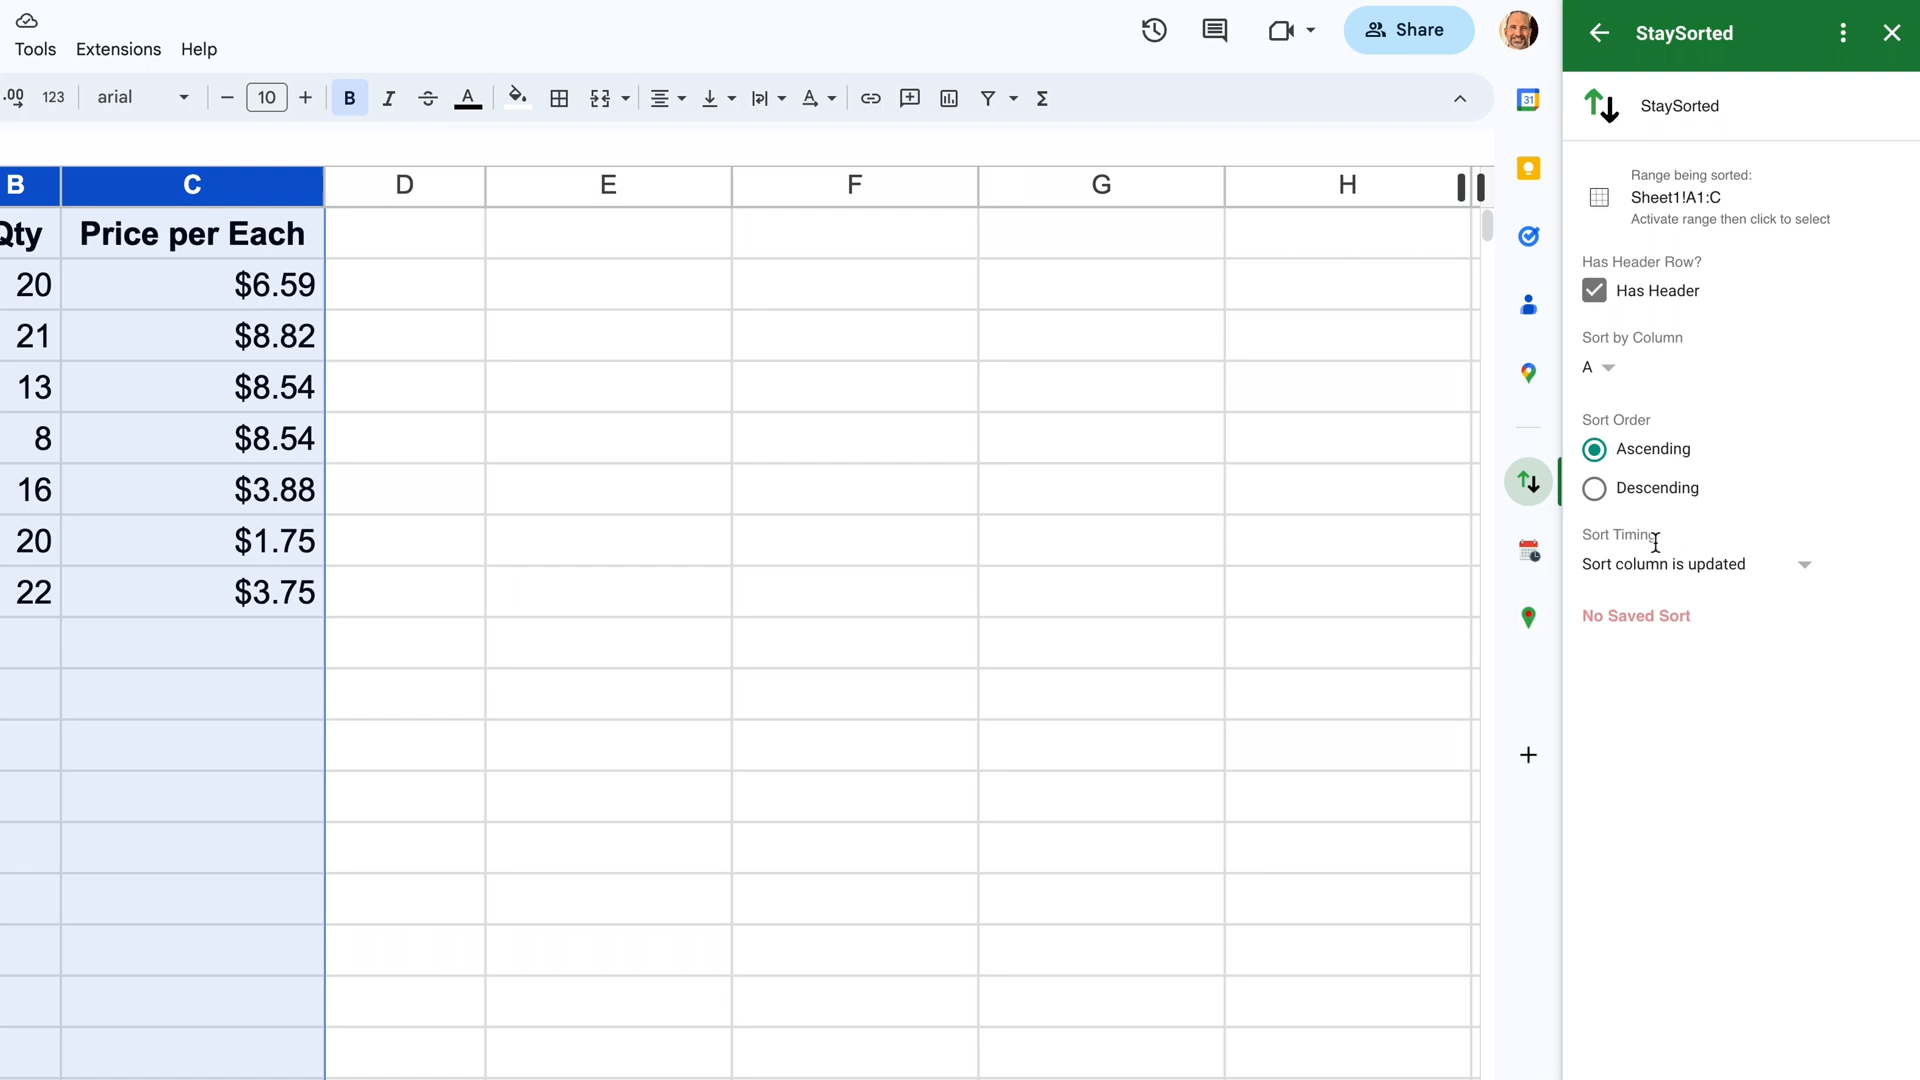 Tools Extensions Help
Share
.00 123 arial 10 B I S A A Σ
B C D E F G H
Qty Price per Each
20 $6.59
21 $8.82
13 $8.54
8 $8.54
16 $3.88
20 $1.75
22 $3.75
31
StaySorted
StaySorted
Range being sorted:
Sheet1!A1:C
Activate range then click to select
Has Header Row?
Has Header
Sort by Column
A
Sort Order
Ascending
Descending
Sort Timing
Sort column is updated
No Saved Sort